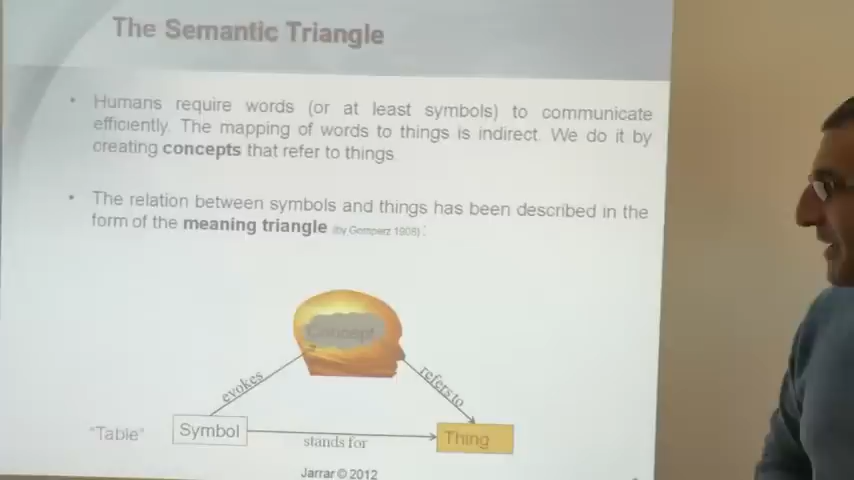 The Semantic Triangle
• Humans require words (or at least symbols) to communicate
efficiently. The mapping of words to things is indirect. We do it by
creating concepts that refer to things.
• The relation between symbols and things has been described in the
form of the meaning triangle (by Gomperz 1908) :
Concept
evokes
refers to
"Table"
Symbol
stands for
Thing
Jarrar © 2012